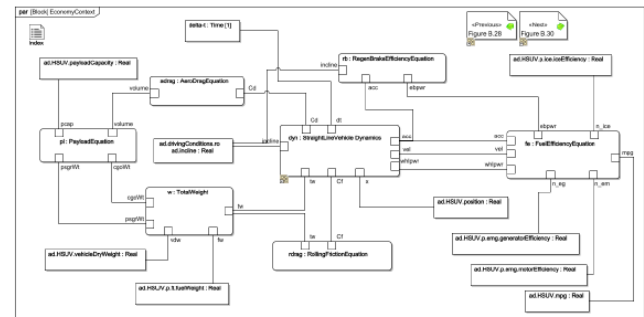 par [Block] EconomyContext
Index
delta-t : Time [1]
«Previous»
Figure B.28
«Next»
Figure B.30
ad.HSUV.payloadCapacity : Real
incline
rb : RegenBrakeEfficiencyEquation
acc
ebpwr
ad.HSUV.p.ice.iceEfficiency : Real
volume
adrag : AeroDragEquation
Cd
pcap
volume
pl : PayloadEquation
psgrWt
cgoWt
ad.drivingConditions.ro
ad.incline : Real
incline
Cd
dt
dyn : StraightLineVehicle Dynamics
acc
vel
whlpwr
tw
Cf
x
ebpwr
n_ice
acc
vel
whlpwr
fe : FuelEfficiencyEquation
mpg
n_eg
n_em
cgoWt
psgrWt
w : TotalWeight
tw
vdw
fw
ad.HSUV.position : Real
ad.HSUV.p.emg.generatorEfficiency : Real
ad.HSUV.vehicleDryWeight : Real
tw
Cf
rdrag : RollingFrictionEquation
ad.HSUV.p.emg.motorEfficiency : Real
ad.HSUV.p.ft.fuelWeight : Real
ad.HSUV.mpg : Real